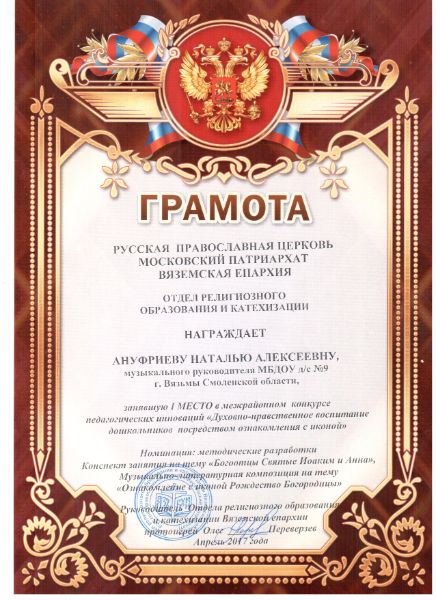 ГРАМОТА
РУССКАЯ ПРАВОСЛАВНАЯ ЦЕРКОВЬ
МОСКОВСКИЙ ПАТРИАРХАТ
ВЯЗЕМСКАЯ ЕПАРХИЯ
ОТДЕЛ РЕЛИГИОЗНОГО
ОБРАЗОВАНИЯ И КАТЕХИЗАЦИИ
НАГРАЖДАЕТ
АНУФРИЕВУ НАТАЛЬЮ АЛЕКСЕЕВНУ,
музыкального руководителя МБДОУ д/с №9
г. Вязьмы Смоленской области,
занявшую I МЕСТО в межрайонном конкурсе
педагогических инноваций «Духовно-нравственное воспитание
дошкольников посредством ознакомления с иконой»
Номинация: методические разработки
Конспект занятия на тему «Богоотцы Святые Иоаким и Анна»,
Музыкально-литературная композиция на тему
«Ознакомление с иконой Рождество Богородицы»
Руководитель Отдела религиозного образования
и катехизации Вяземской епархии
протоиерей Олег Переверзев
Апрель 2017 года